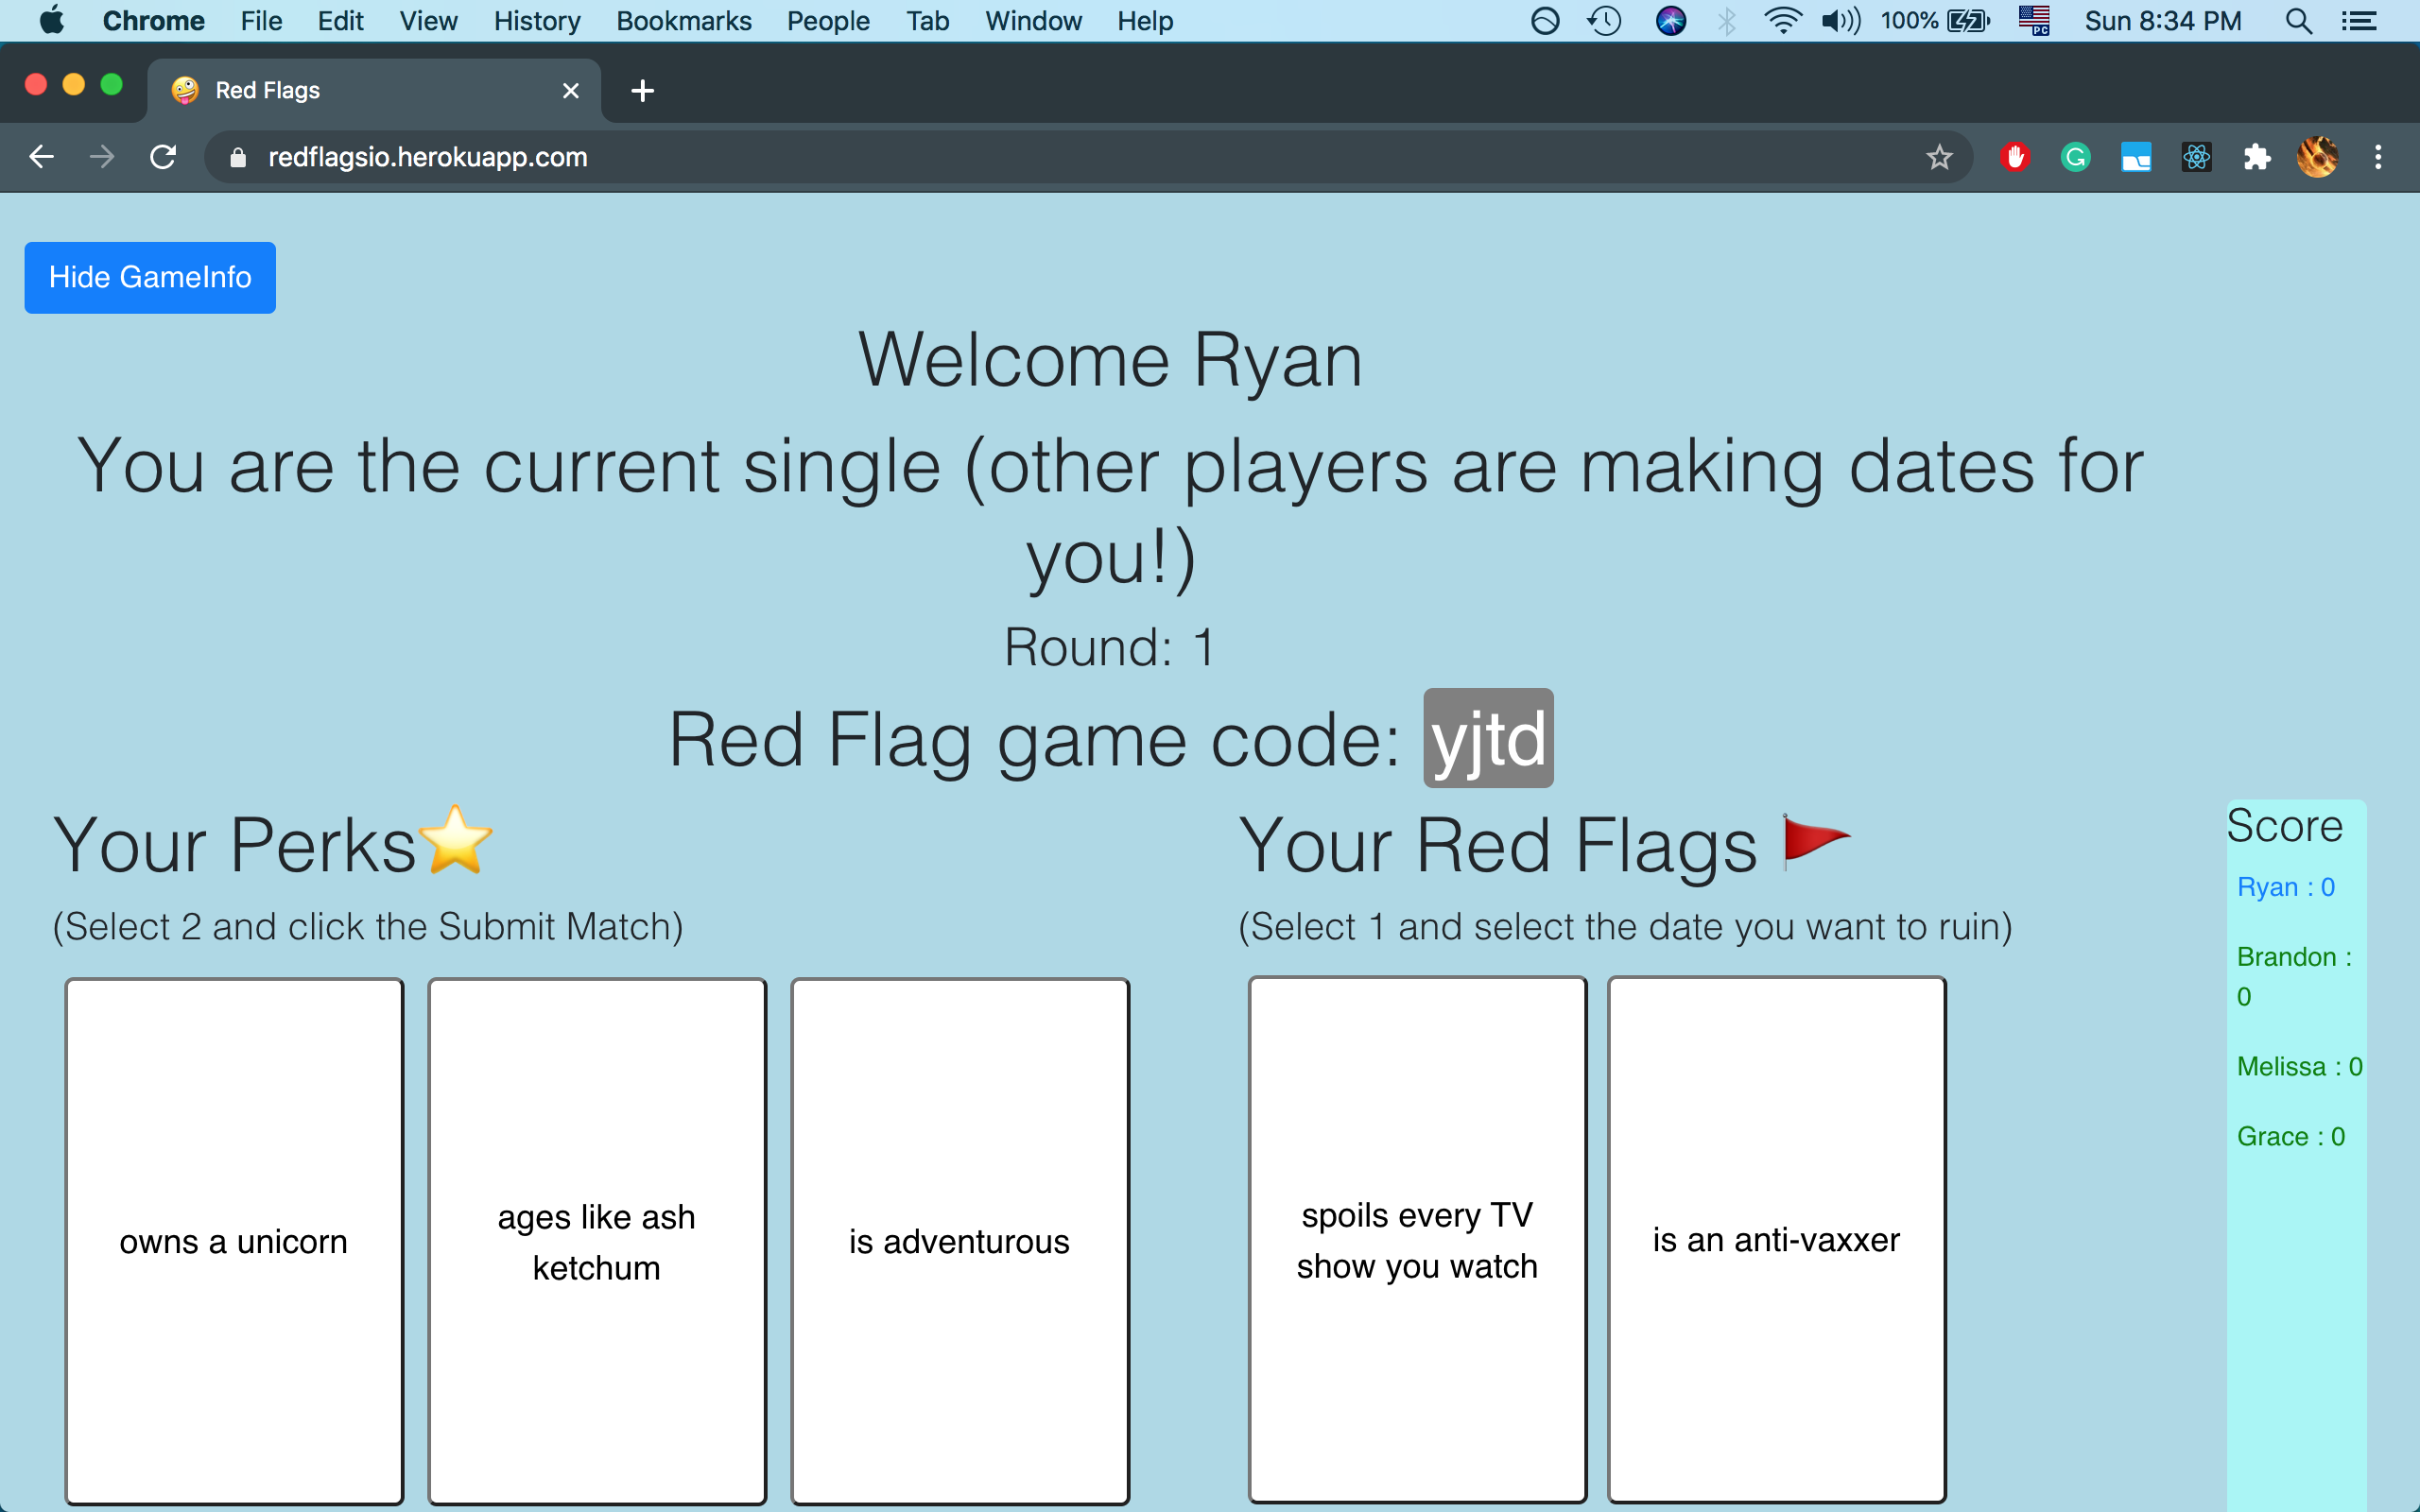 Chrome File Edit View History Bookmarks People Tab Window Help 100% PC Sun 8:34 PM
Red Flags
redflagsio.herokuapp.com
Hide GameInfo
Welcome Ryan
You are the current single (other players are making dates for
you!)
Round: 1
Red Flag game code: yjtd
Your Perks
(Select 2 and click the Submit Match)
owns a unicorn
ages like ash
ketchum
is adventurous
Your Red Flags
(Select 1 and select the date you want to ruin)
spoils every TV
show you watch
is an anti-vaxxer
Score
Ryan : 0
Brandon :
0
Melissa : 0
Grace : 0